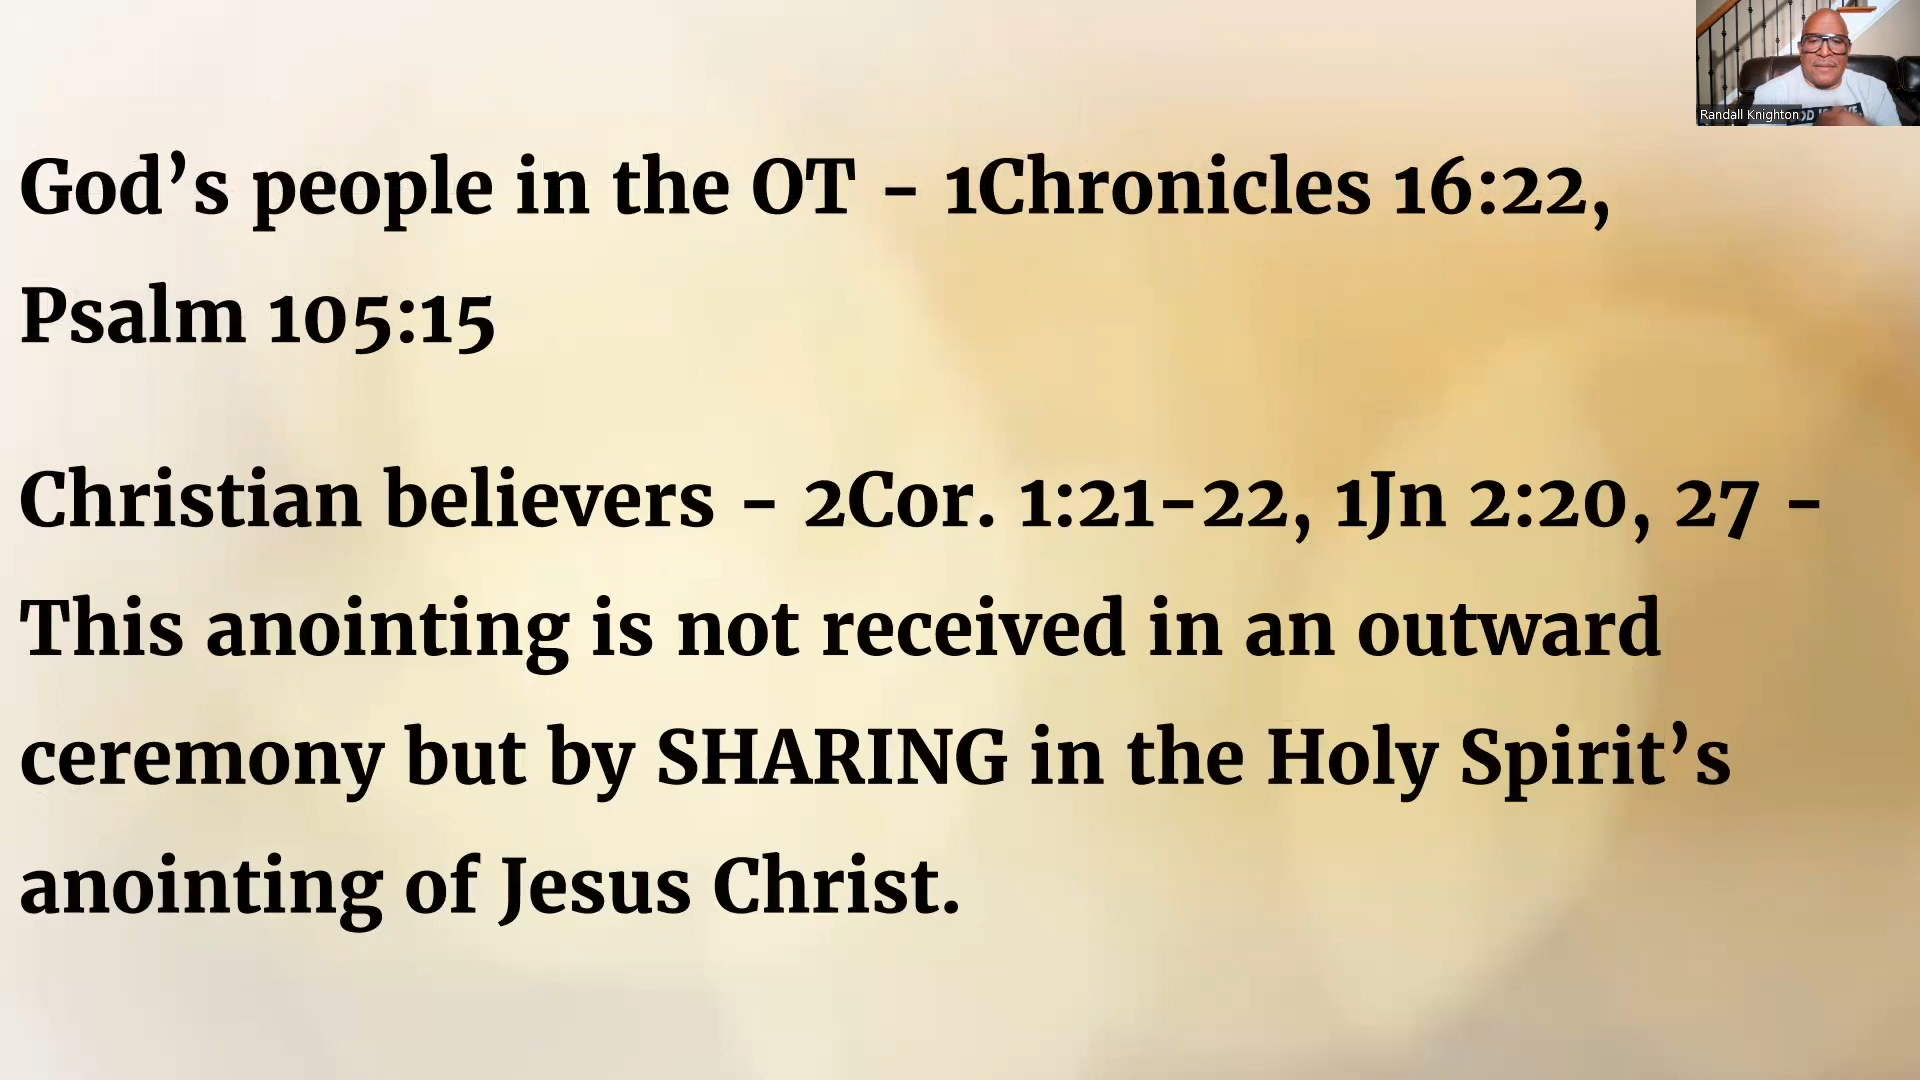 Randall Knighton
God’s people in the OT - 1Chronicles 16:22,
Psalm 105:15
Christian believers - 2Cor. 1:21-22, 1Jn 2:20, 27 -
This anointing is not received in an outward
ceremony but by SHARING in the Holy Spirit’s
anointing of Jesus Christ.